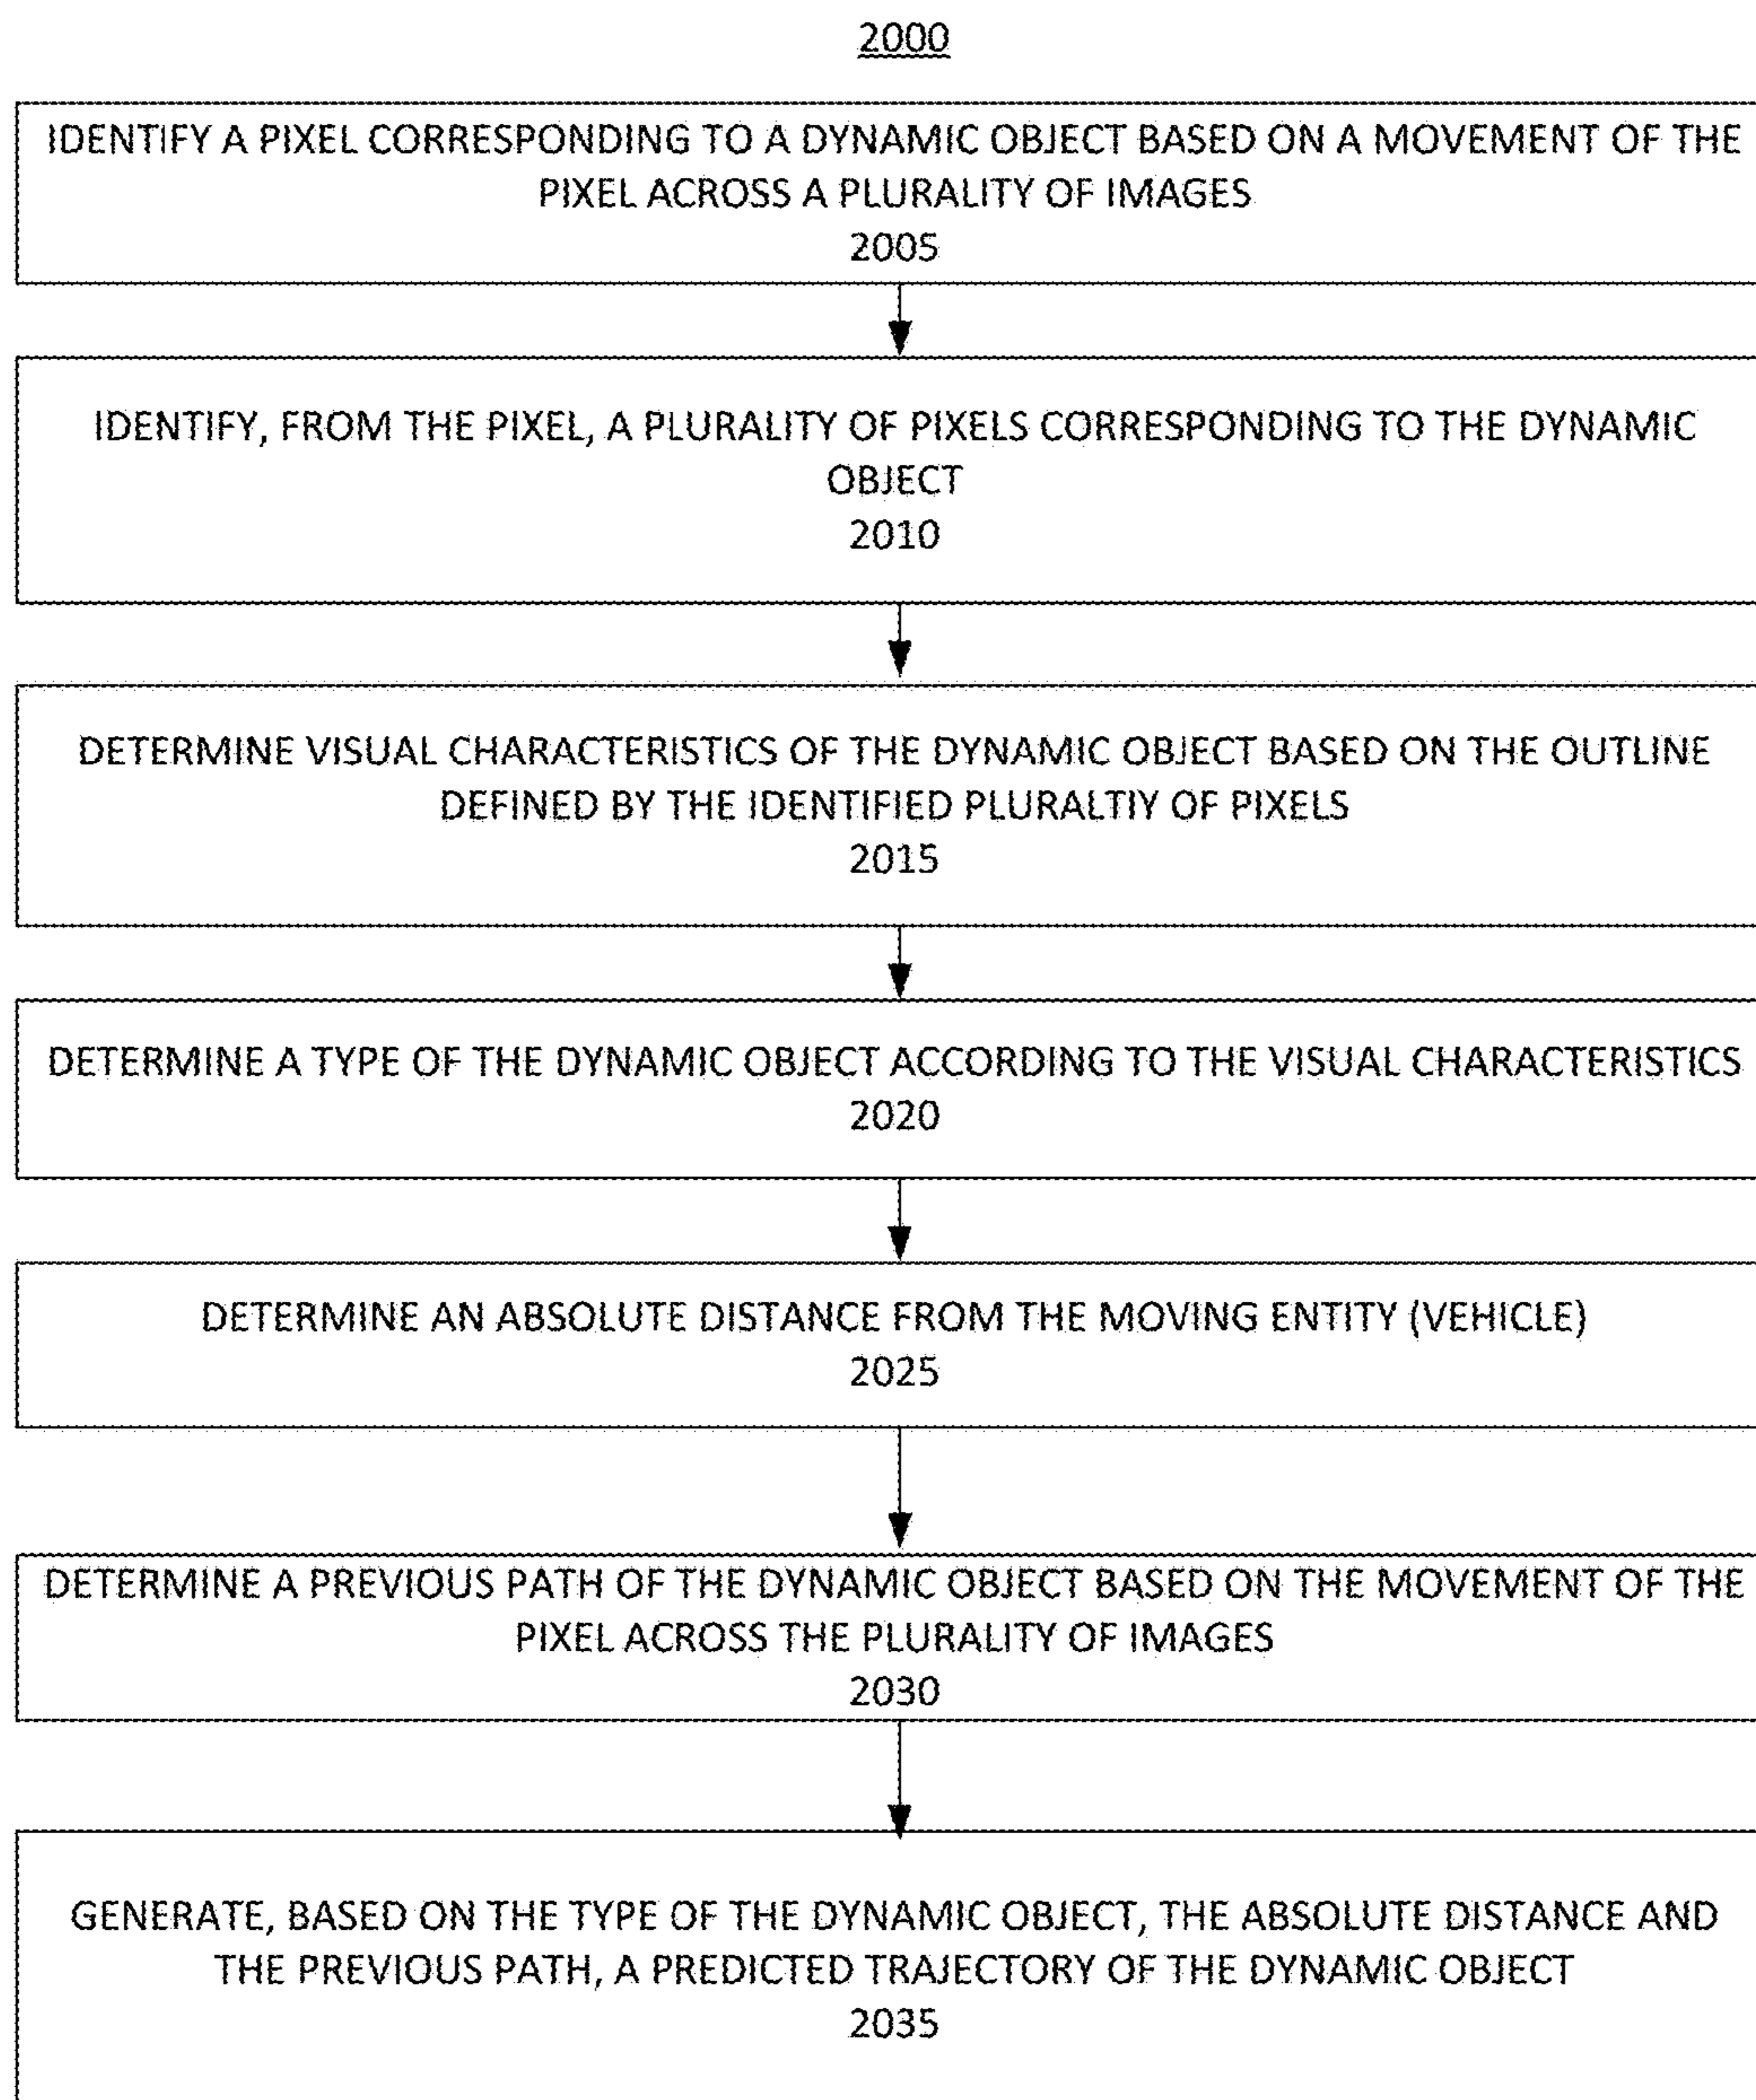 2000
IDENTIFY A PIXEL CORRESPONDING TO A DYNAMIC OBJECT BASED ON A MOVEMENT OF THE
PIXEL ACROSS A PLURALITY OF IMAGES
2005
IDENTIFY, FROM THE PIXEL, A PLURALITY OF PIXELS CORRESPONDING TO THE DYNAMIC
OBJECT
2010
DETERMINE VISUAL CHARACTERISTICS OF THE DYNAMIC OBJECT BASED ON THE OUTLINE
DEFINED BY THE IDENTIFIED PLURALTIY OF PIXELS
2015
DETERMINE A TYPE OF THE DYNAMIC OBJECT ACCORDING TO THE VISUAL CHARACTERISTICS
2020
DETERMINE AN ABSOLUTE DISTANCE FROM THE MOVING ENTITY (VEHICLE)
2025
DETERMINE A PREVIOUS PATH OF THE DYNAMIC OBJECT BASED ON THE MOVEMENT OF THE
PIXEL ACROSS THE PLURALITY OF IMAGES
2030
GENERATE, BASED ON THE TYPE OF THE DYNAMIC OBJECT, THE ABSOLUTE DISTANCE AND
THE PREVIOUS PATH, A PREDICTED TRAJECTORY OF THE DYNAMIC OBJECT
2035